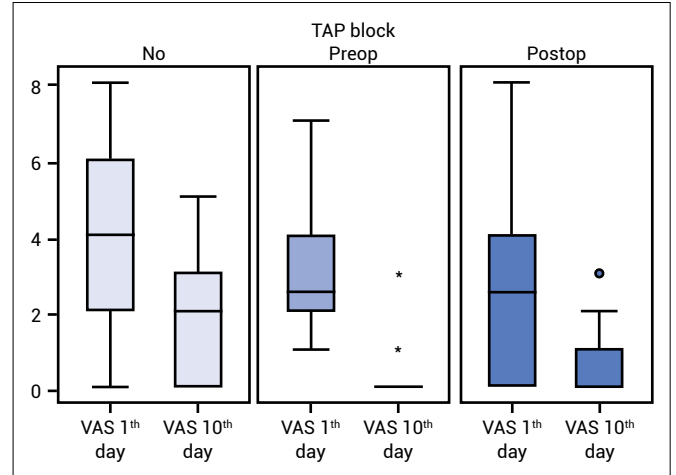 TAP block
No Preop Postop
8
6
4
2
0
VAS 1th VAS 10th VAS 1th VAS 10th VAS 1th VAS 10th
day day day day day day